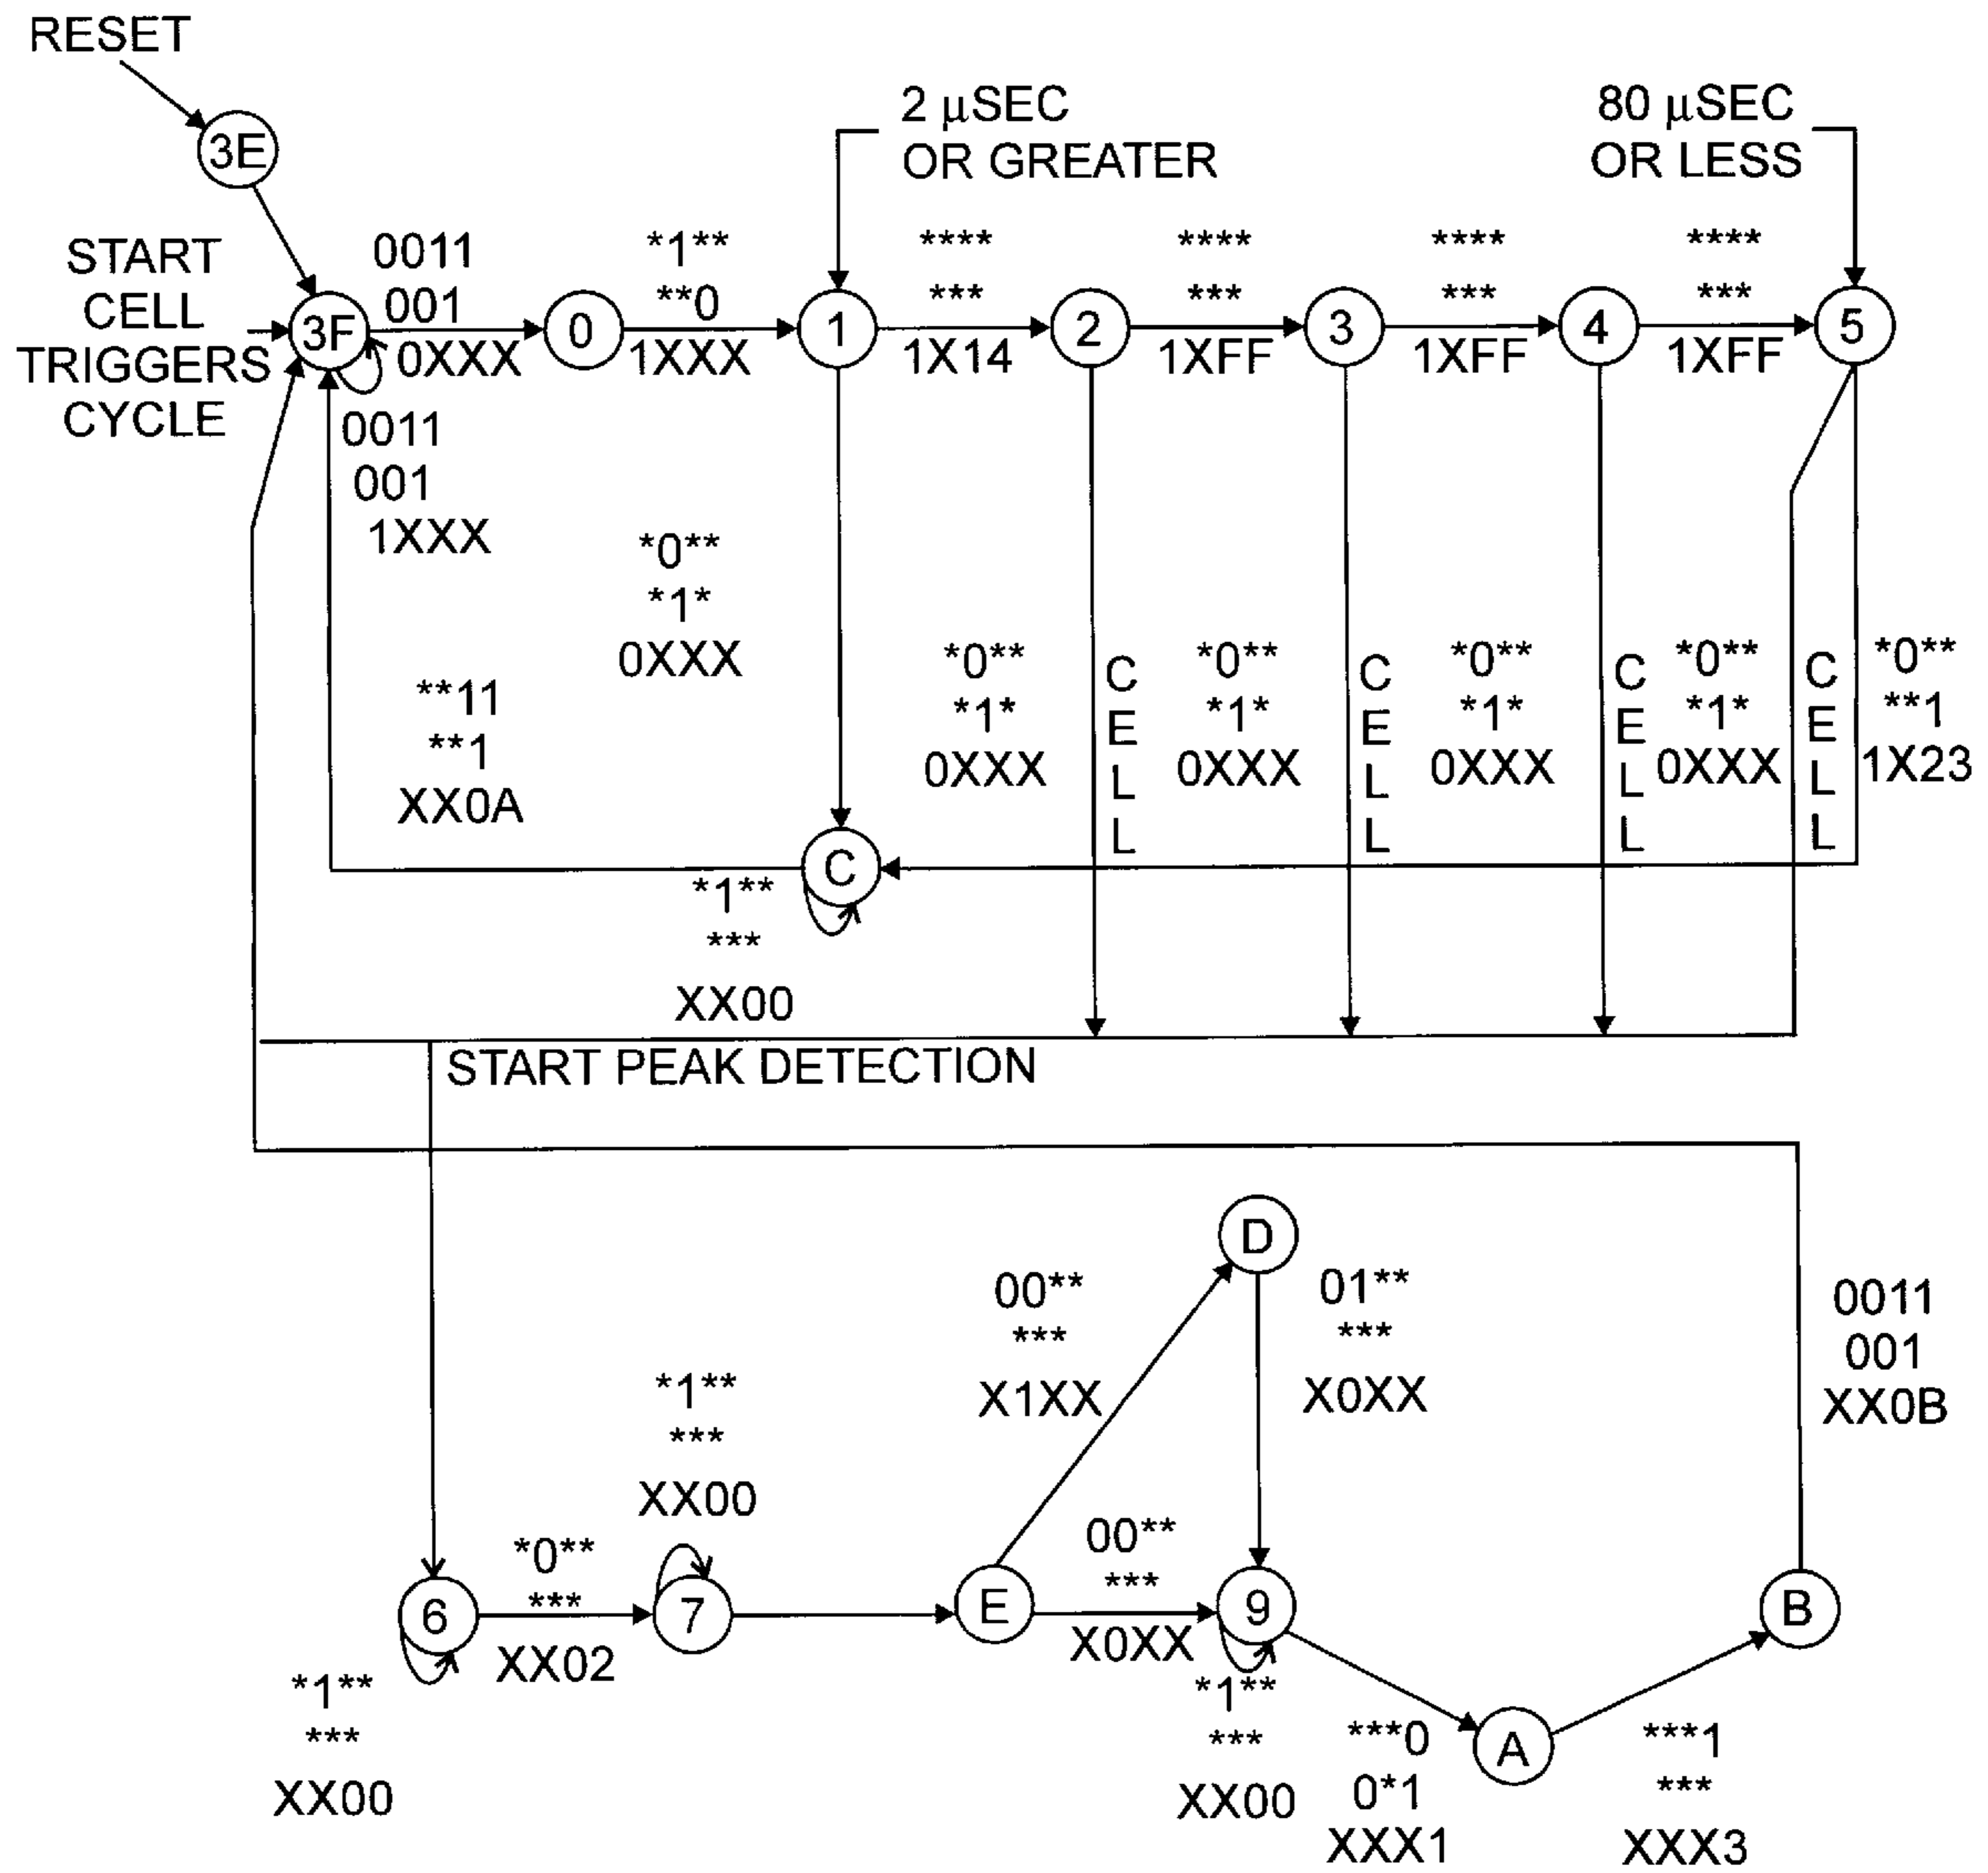 RESET
3E
2 µSEC
OR GREATER
80 µSEC
OR LESS
START
CELL
TRIGGERS
CYCLE
3F
0011
001
0XXX
0011
001
1XXX
0
*1**
**0
1XXX
1
****
***
1X14
2
****
***
1XFF
3
****
***
1XFF
4
****
***
1XFF
5
*0**
*1*
0XXX
**11
**1
XX0A
*0**
*1*
0XXX
CELL
*0**
*1*
0XXX
CELL
*0**
*1*
0XXX
CELL
*0**
*1*
0XXX
CELL
*0**
**1
1X23
C
*1**
***
XX00
START PEAK DETECTION
D
00**
***
X1XX
01**
***
X0XX
0011
001
XX0B
*1**
***
XX00
6
*0**
***
XX02
7
E
00**
***
X0XX
9
B
*1**
***
XX00
*1**
***
XX00
***0
0*1
XXX1
A
***1
***
XXX3